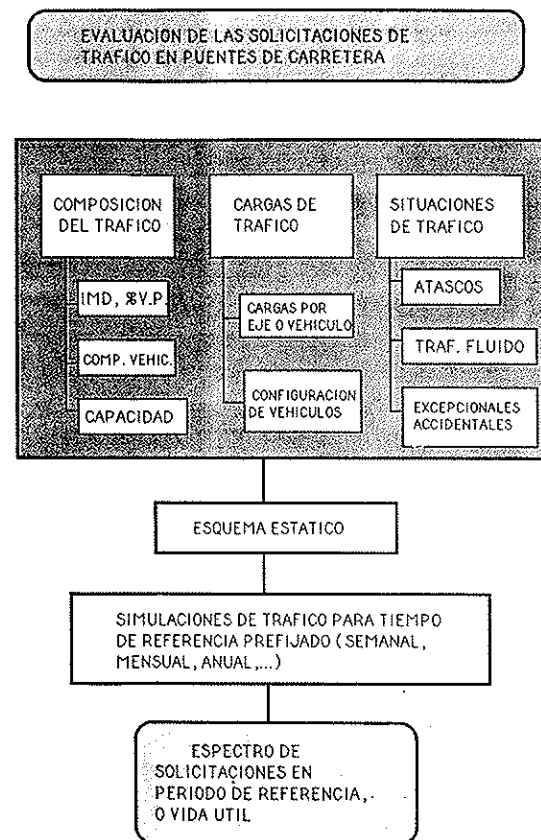 EVALUACION DE LAS SOLICITACIONES DE
TRAFICO EN PUENTES DE CARRETERA
COMPOSICION
DEL TRAFICO
IMD, %V.P.
COMP. VEHIC.
CAPACIDAD
CARGAS DE
TRAFICO
CARGAS POR
EJE O VEHICULO
CONFIGURACION
DE VEHICULOS
SITUACIONES
DE TRAFICO
ATASCOS
TRAF. FLUIDO
EXCEPCIONALES
ACCIDENTALES
ESQUEMA ESTATICO
SIMULACIONES DE TRAFICO PARA TIEMPO
DE REFERENCIA PREFIJADO (SEMANAL,
MENSUAL, ANUAL,...)
ESPECTRO DE
SOLICITACIONES EN
PERIODO DE REFERENCIA,
O VIDA UTIL